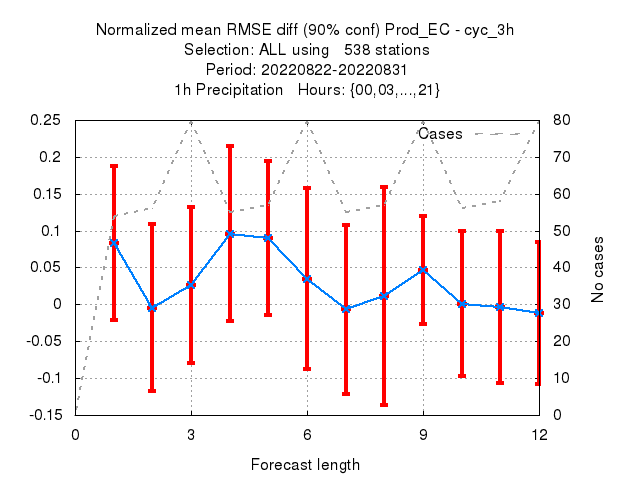 Normalized mean RMSE diff (90% conf) Prod_EC - cyc_3h
Selection: ALL using   538 stations
Period: 20220822-20220831
1h Precipitation   Hours: {00,03,...,21}
Cases
0.25
0.2
0.15
0.1
0.05
0
-0.05
-0.1
-0.15
80
70
60
50
40
30
20
10
0
No cases
0 3 6 9 12
Forecast length